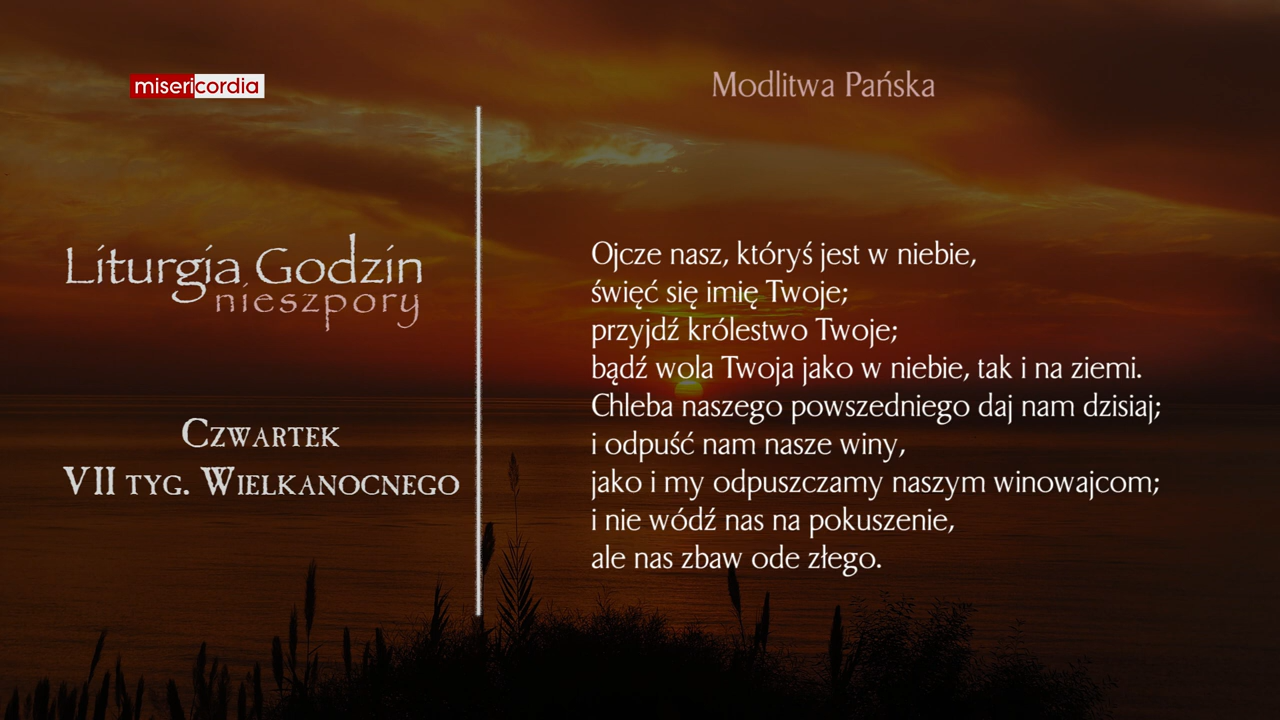 misericordia
Liturgia Godzin
nieszpory
Czwartek
VII tyg. Wielkanocnego
Modlitwa Pańska
Ojcze nasz, któryś jest w niebie,
święć się imię Twoje;
przyjdź królestwo Twoje;
bądź wola Twoja jako w niebie, tak i na ziemi.
Chleba naszego powszedniego daj nam dzisiaj;
i odpuść nam nasze winy,
jako i my odpuszczamy naszym winowajcom;
i nie wódź nas na pokuszenie,
ale nas zbaw ode złego.